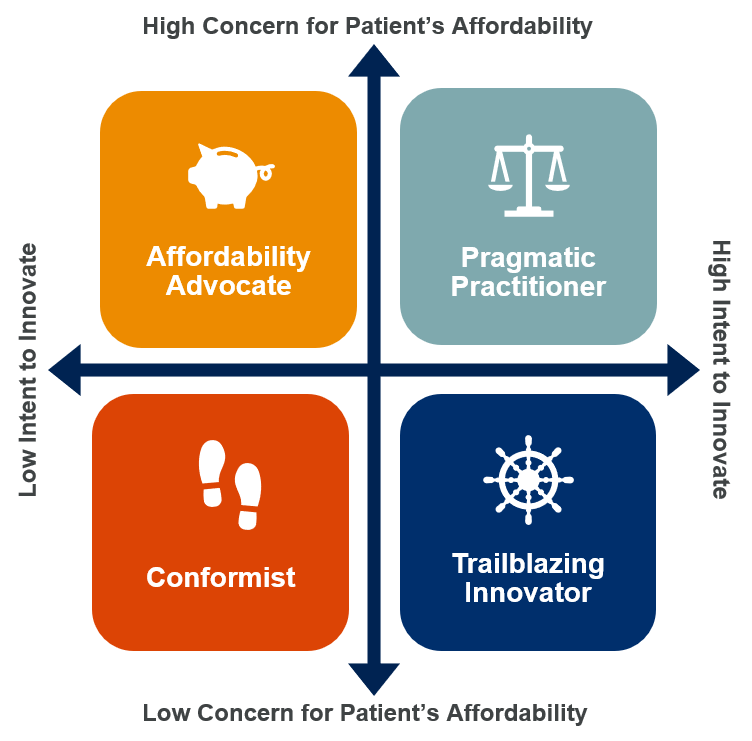 High Concern for Patient’s Affordability
Affordability
Advocate
Pragmatic
Practitioner
Low Intent to Innovate
High Intent to Innovate
Conformist
Trailblazing
Innovator
Low Concern for Patient’s Affordability